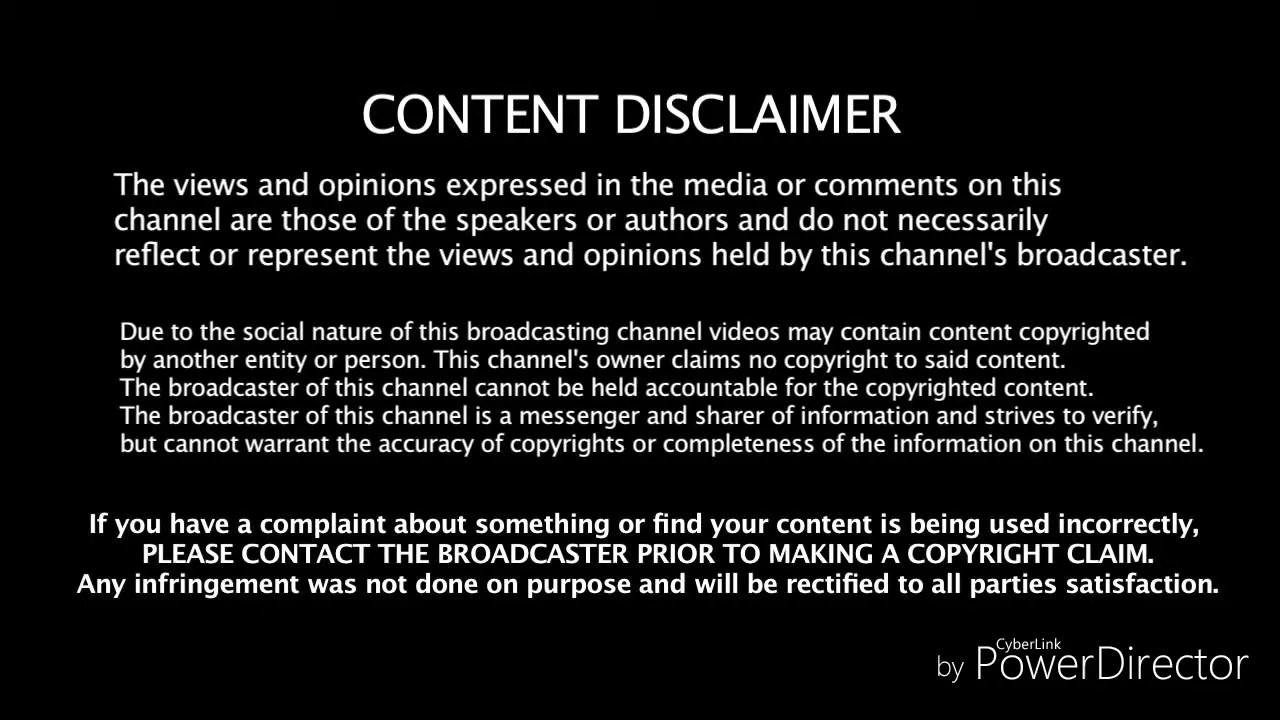 CONTENT DISCLAIMER
The views and opinions expressed in the media or comments on this
channel are those of the speakers or authors and do not necessarily
reflect or represent the views and opinions held by this channel's broadcaster.
Due to the social nature of this broadcasting channel videos may contain content copyrighted
by another entity or person. This channel's owner claims no copyright to said content.
The broadcaster of this channel cannot be held accountable for the copyrighted content.
The broadcaster of this channel is a messenger and sharer of information and strives to verify,
but cannot warrant the accuracy of copyrights or completeness of the information on this channel.
If you have a complaint about something or find your content is being used incorrectly,
PLEASE CONTACT THE BROADCASTER PRIOR TO MAKING A COPYRIGHT CLAIM.
Any infringement was not done on purpose and will be rectified to all parties satisfaction.
CyberLink
by PowerDirector